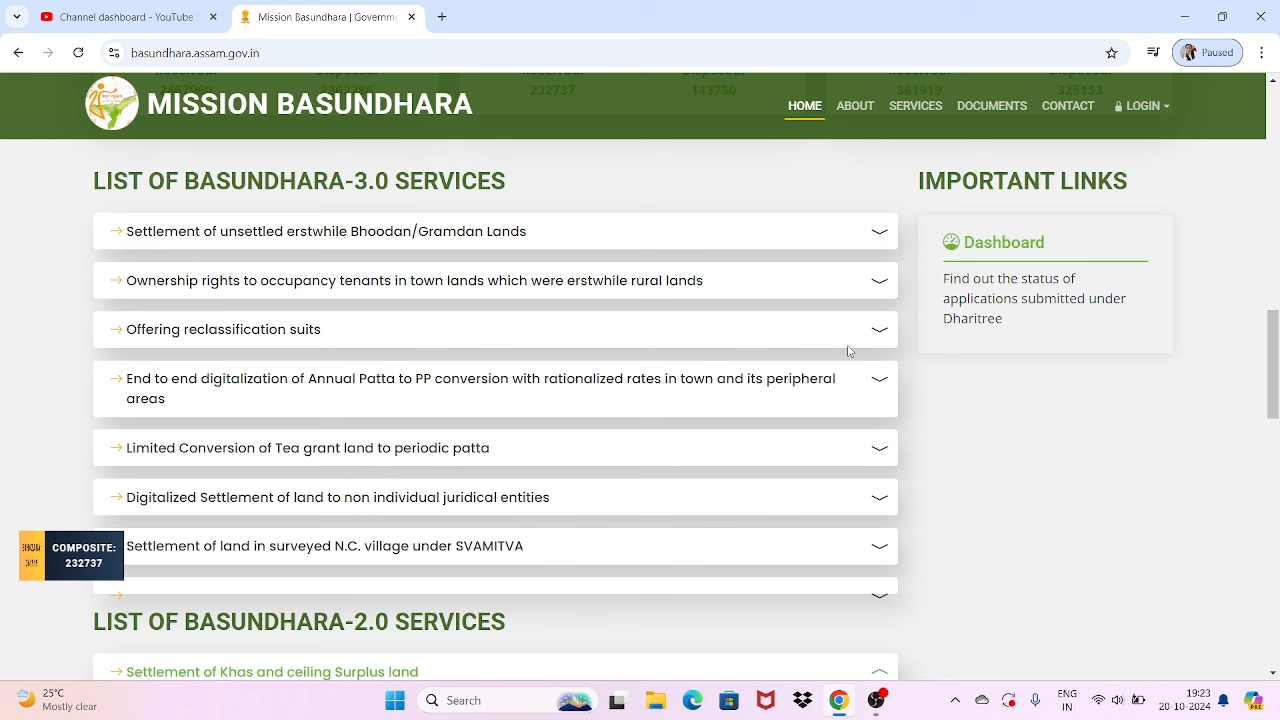 Channel dashboard - YouTube S
Mission Basundhara | Governme
basundhara.assam.gov.in
Paused
232737
143750
361919
325153
MISSION BASUNDHARA
HOME
ABOUT
SERVICES
DOCUMENTS
CONTACT
LOGIN
LIST OF BASUNDHARA-3.0 SERVICES
Settlement of unsettled erstwhile Bhoodan/Gramdan Lands
Ownership rights to occupancy tenants in town lands which were erstwhile rural lands
Offering reclassification suits
End to end digitalization of Annual Patta to PP conversion with rationalized rates in town and its peripheral
areas
Limited Conversion of Tea grant land to periodic patta
Digitalized Settlement of land to non individual juridical entities
Settlement of land in surveyed N.C. village under SVAMITVA
IMPORTANT LINKS
Dashboard
Find out the status of
applications submitted under
Dharitree
COMPOSITE:
232737
LIST OF BASUNDHARA-2.0 SERVICES
Settlement of Khas and ceiling Surplus land
25°C
Mostly clear
Search
ENG
IN
19:23
20-10-2024